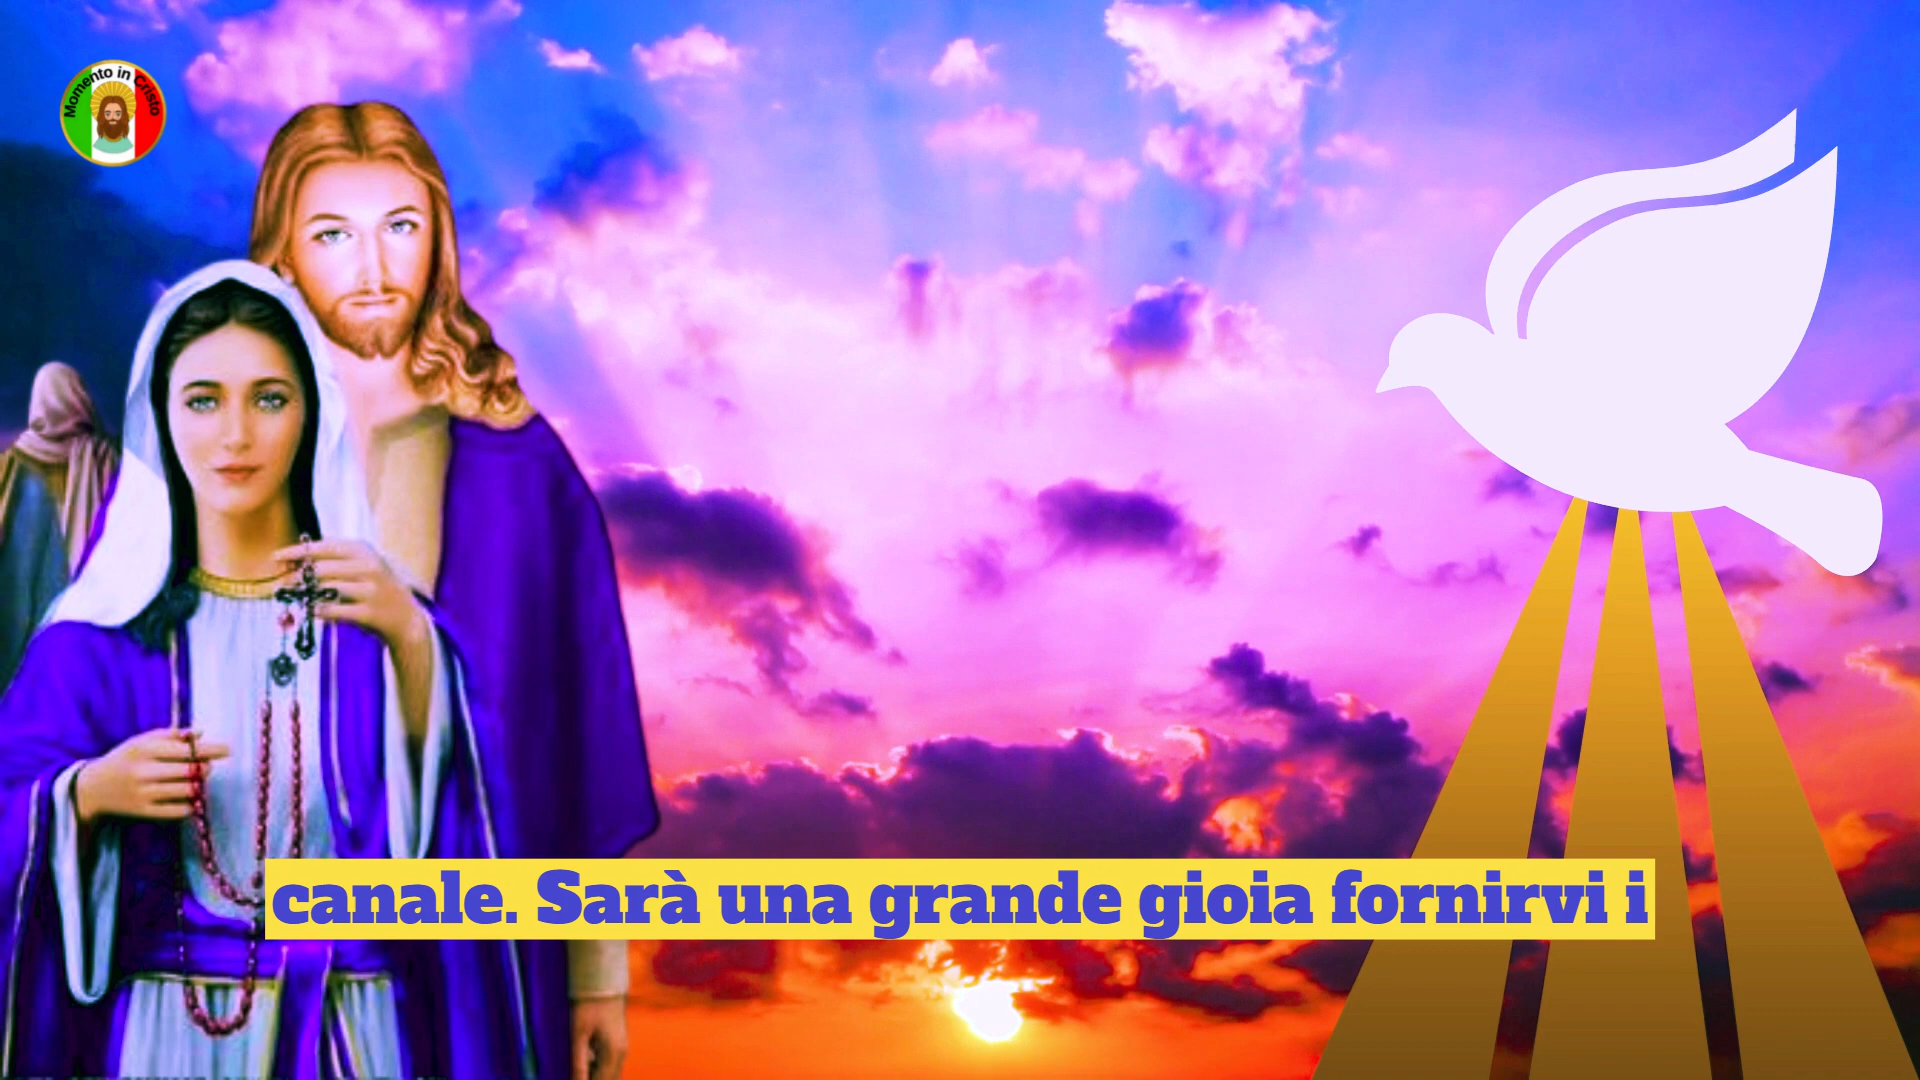 Momento in Cristo
canale. Sarà una grande gioia fornirvi i